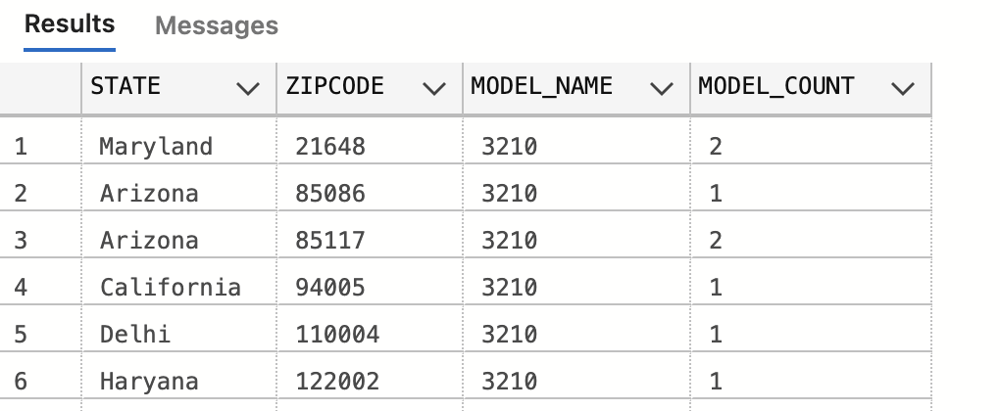 Results Messages
STATE ZIPCODE MODEL_NAME MODEL_COUNT
1 Maryland 21648 3210 2
2 Arizona 85086 3210 1
3 Arizona 85117 3210 2
4 California 94005 3210 1
5 Delhi 110004 3210 1
6 Haryana 122002 3210 1